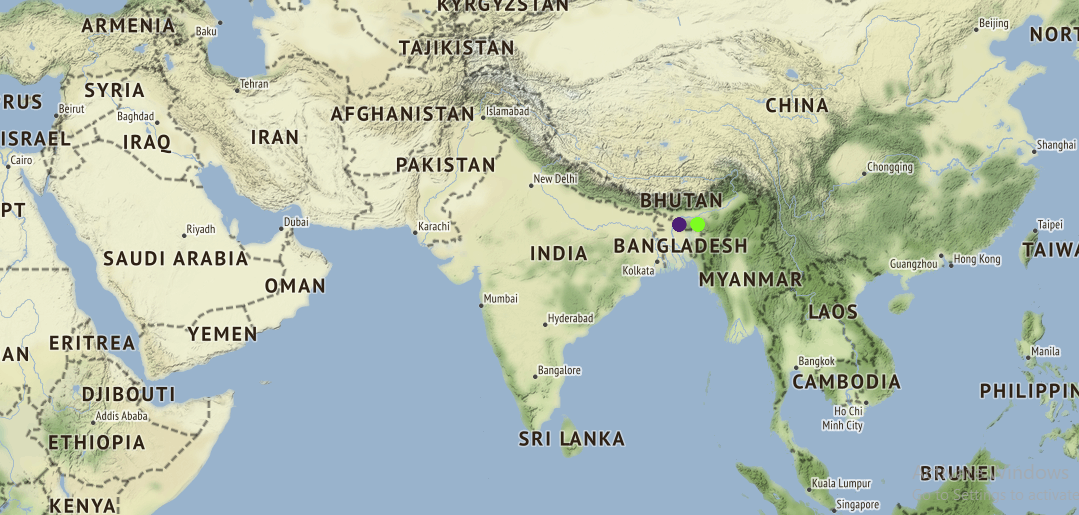 KYRGYZSTAN
ARMENIA
Baku
Beijing
NORT
TAJIKISTAN
Tehran
SYRIA
RUS
Beirut
AFGHANISTAN
Islamabad
CHINA
Baghdad
ISRAEL
IRAQ
IRAN
Shanghai
Cairo
PAKISTAN
Chongqing
New Delhi
BHUTAN
PT
Riyadh
Dubai
Karachi
Taipei
BANGLADESH
TAIWA
SAUDI ARABIA
INDIA
Kolkata
Guangzhou
Hong Kong
OMAN
MYANMAR
Mumbai
LAOS
Hyderabad
YEMEN
ERITREA
AN
Manila
Bangkok
Bangalore
CAMBODIA
DJIBOUTI
PHILIPPIN
Addis Ababa
Ho Chi
Minh City
ETHIOPIA
SRI LANKA
BRUNEI
Kuala Lumpur
KENYA
Singapore